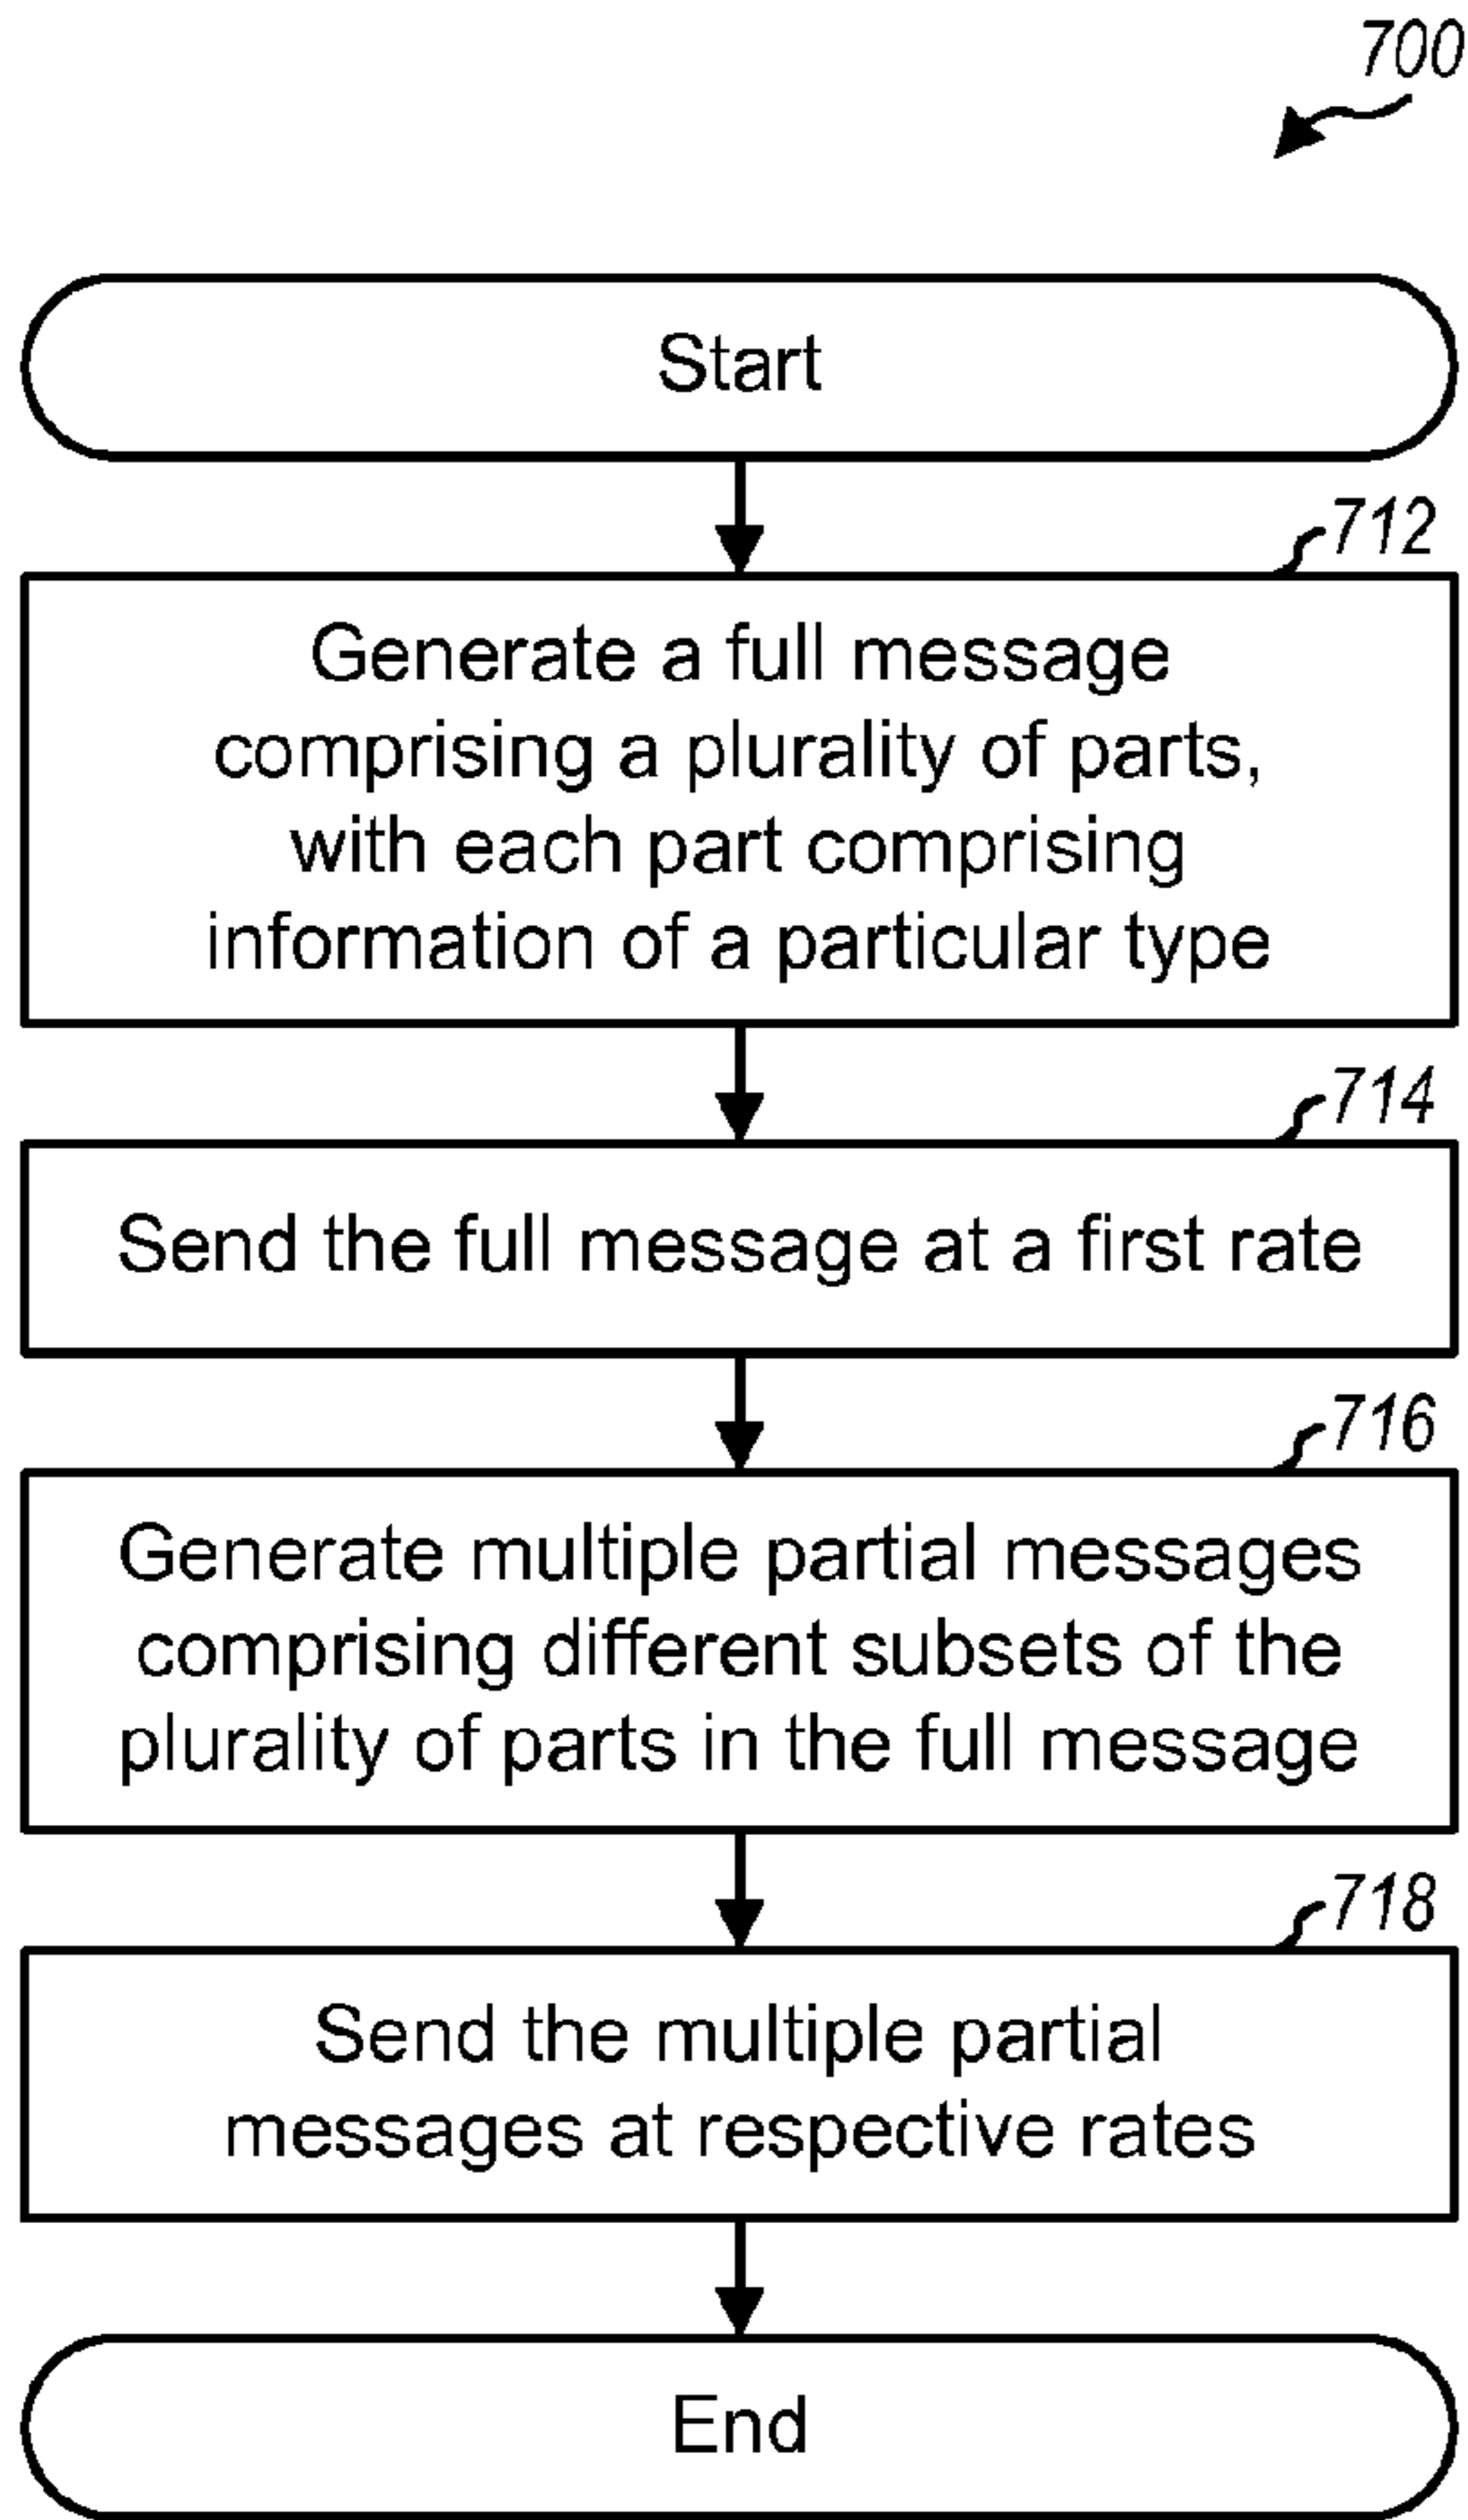 700
Start
712
Generate a full message
comprising a plurality of parts,
with each part comprising
information of a particular type
714
Send the full message at a first rate
716
Generate multiple partial messages
comprising different subsets of the
plurality of parts in the full message
718
Send the multiple partial
messages at respective rates
End